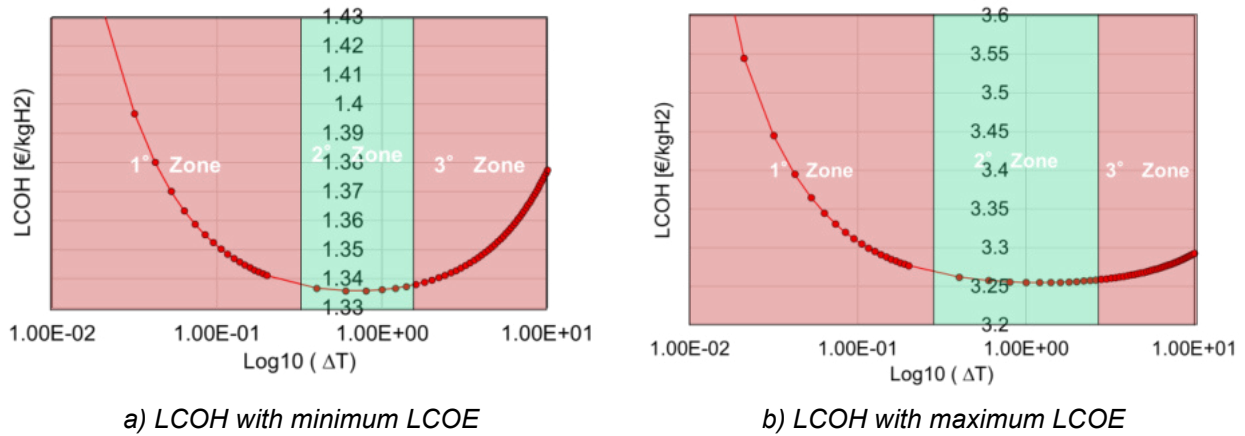 1.43
1.42
1.41
1.4
1.39
1.38
1.37
1.36
1.35
1.34
1.33
LCOH [€/kgH2]
1° Zone
2° Zone
3° Zone
1.00E-02 1.00E-01 1.00E+00 1.00E+01
Log10 ( ΔT)
a) LCOH with minimum LCOE
3.6
3.55
3.5
3.45
3.4
3.35
3.3
3.25
3.2
LCOH [€/kgH2]
1° Zone
2° Zone
3° Zone
1.00E-02 1.00E-01 1.00E+00 1.00E+01
Log10 ( ΔT)
b) LCOH with maximum LCOE